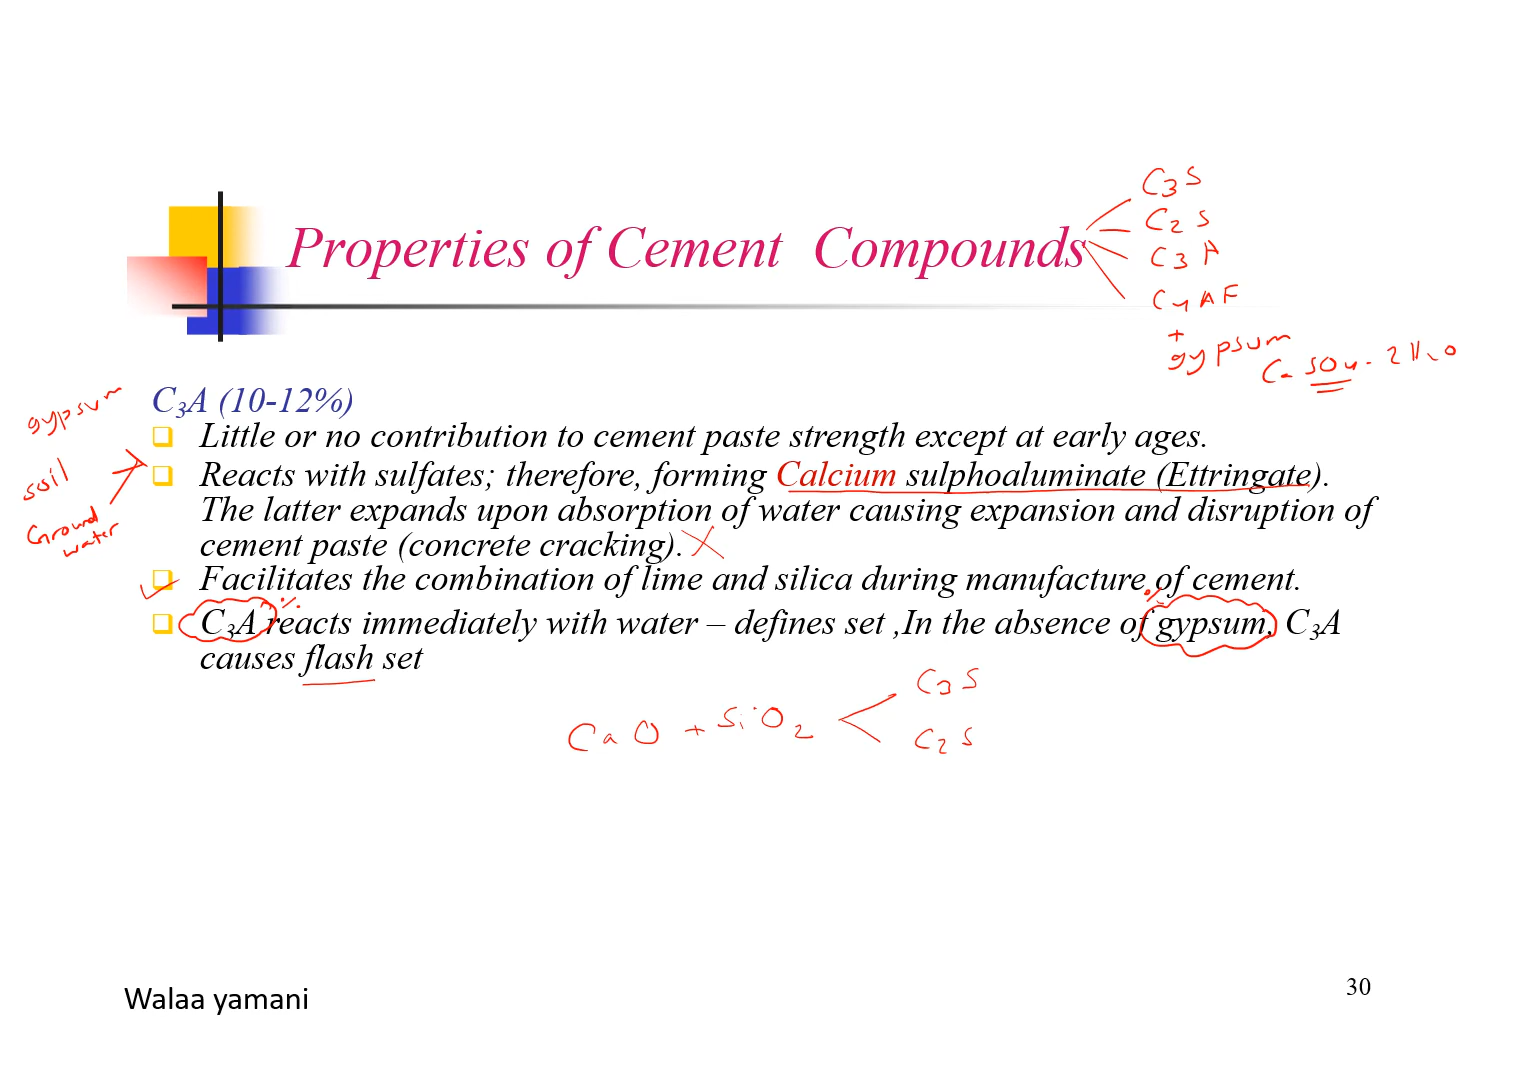 C3S
C2S
Properties of Cement Compounds
C3A
C4AF
+
gypsum
CaSO4.2H2O
gypsum
C3A (10-12%)
Little or no contribution to cement paste strength except at early ages.
soil
Reacts with sulfates; therefore, forming Calcium sulphoaluminate (Ettringate).
Ground water
The latter expands upon absorption of water causing expansion and disruption of
cement paste (concrete cracking).
Facilitates the combination of lime and silica during manufacture of cement.
%
%
C3A reacts immediately with water – defines set ,In the absence of gypsum, C3A
causes flash set
CaO + SiO2
C3S
C2S
Walaa yamani
30